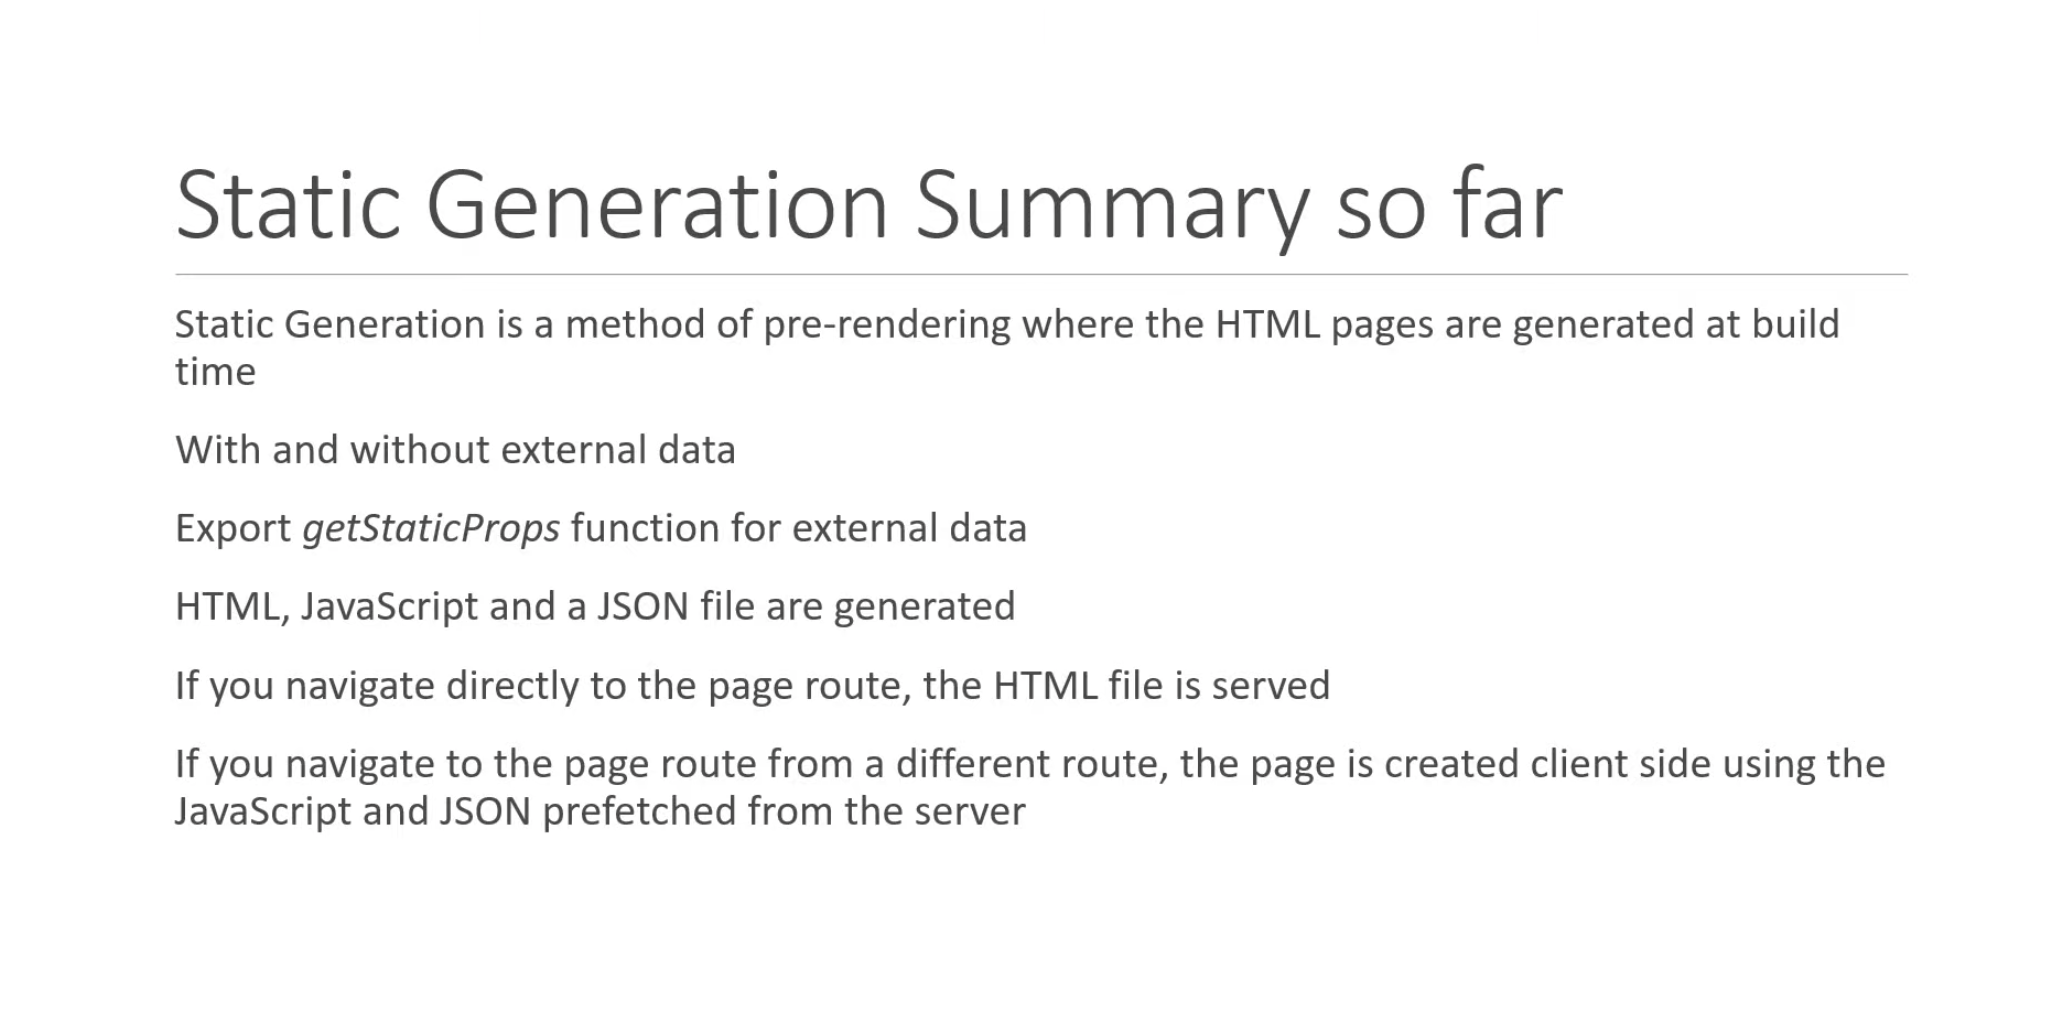 Static Generation Summary so far
Static Generation is a method of pre-rendering where the HTML pages are generated at build
time
With and without external data
Export getStaticProps function for external data
HTML, JavaScript and a JSON file are generated
If you navigate directly to the page route, the HTML file is served
If you navigate to the page route from a different route, the page is created client side using the
JavaScript and JSON prefetched from the server